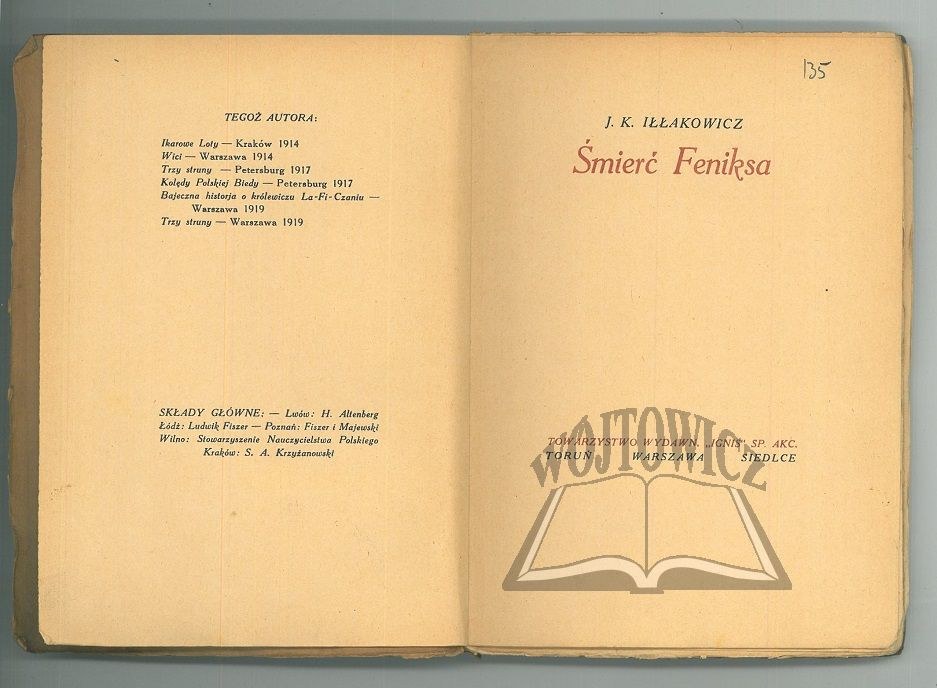 TEGOŻ AUTORA:
Ikarowe Loty — Kraków 1914
Wici — Warszawa 1914
Trzy struny — Petersburg 1917
Kolędy Polskiej Biedy — Petersburg 1917
Bajeczna historja o królewiczu La-Fi-Czaniu —
Warszawa 1919
Trzy struny — Warszawa 1919
SKŁADY GŁÓWNE: — Lwów: H. Altenberg
Łódź: Ludwik Fiszer — Poznań: Fiszer i Majewski
Wilno: Stowarzyszenie Nauczycielstwa Polskiego
Kraków: S. A. Krzyżanowski
135
J. K. IŁŁAKOWICZ
Śmierć Feniksa
TOWARZYSTWO WYDAWN. „IGNIS" SP. AKC.
TORUŃ WARSZAWA SIEDLCE
WÓJTOWICZ